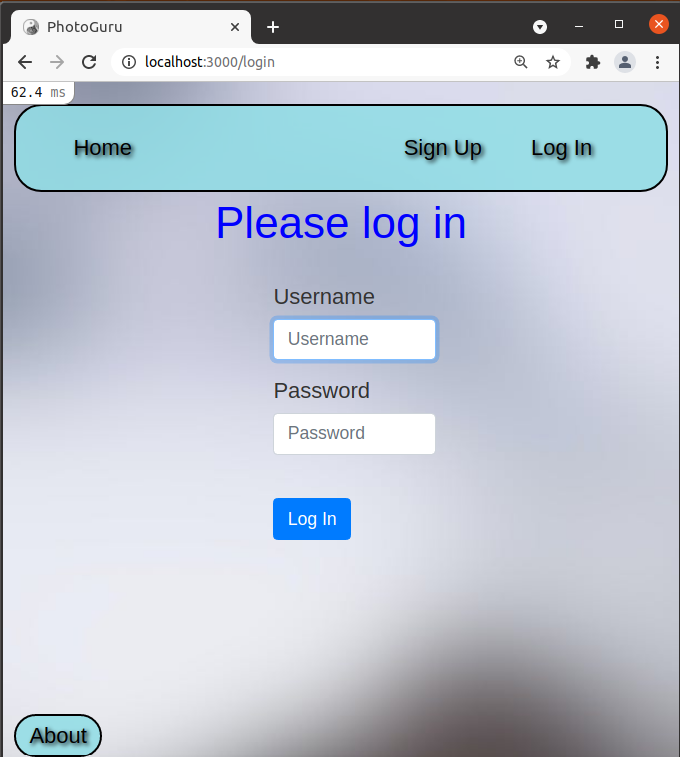 PhotoGuru
localhost:3000/login
62.4 ms
Home Sign Up Log In
Please log in
Username
Username
Password
Password
Log In
About